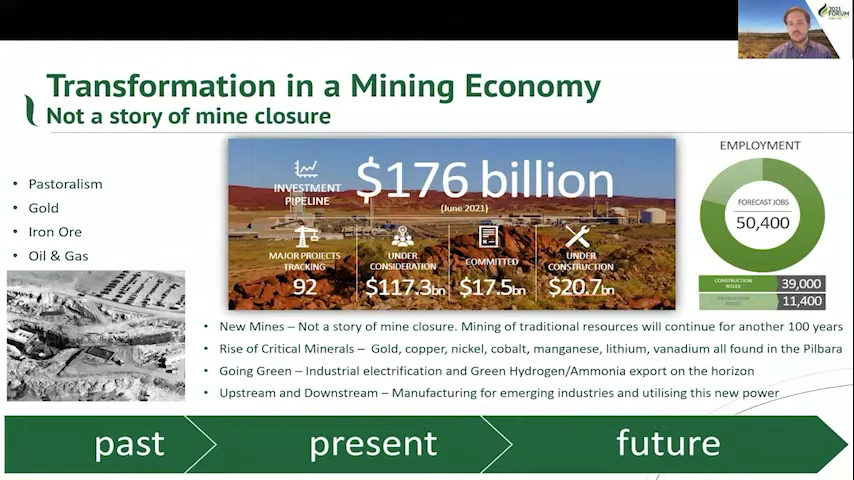 2021
FORUM
Transformation in a Mining Economy
Not a story of mine closure
• Pastoralism
• Gold
• Iron Ore
• Oil & Gas
INVESTMENT
PIPELINE
$176 billion
(June 2021)
MAJOR PROJECTS
TRACKING
92
UNDER
CONSIDERATION
$117.3bn
COMMITTED
$17.5bn
UNDER
CONSTRUCTION
$20.7bn
EMPLOYMENT
FORECAST JOBS
50,400
CONSTRUCTION
ROLES
39,000
PRODUCTION
ROLES
11,400
• New Mines – Not a story of mine closure. Mining of traditional resources will continue for another 100 years
• Rise of Critical Minerals – Gold, copper, nickel, cobalt, manganese, lithium, vanadium all found in the Pilbara
• Going Green – Industrial electrification and Green Hydrogen/Ammonia export on the horizon
• Upstream and Downstream – Manufacturing for emerging industries and utilising this new power
past
present
future